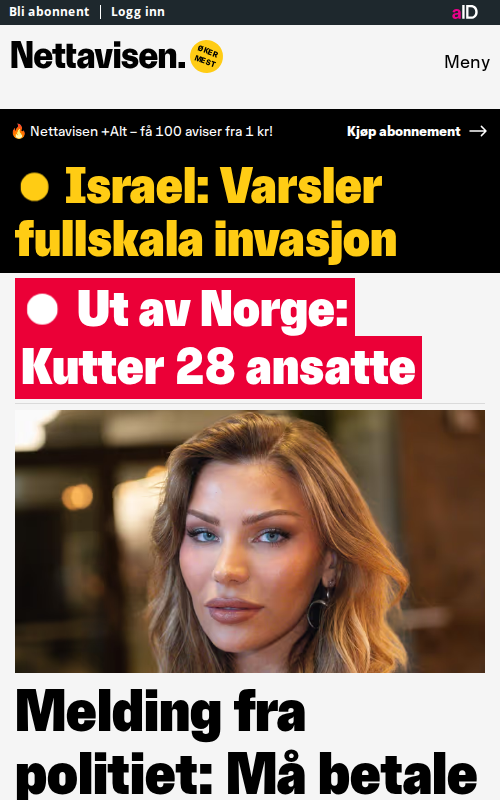 Bli abonnent | Logg inn
aID
Nettavisen.
ØKER
MEST
Meny
🔥 Nettavisen +Alt – få 100 aviser fra 1 kr!
Kjøp abonnement →
Israel: Varsler
fullskala invasjon
Ut av Norge:
Kutter 28 ansatte
Melding fra
politiet: Må betale